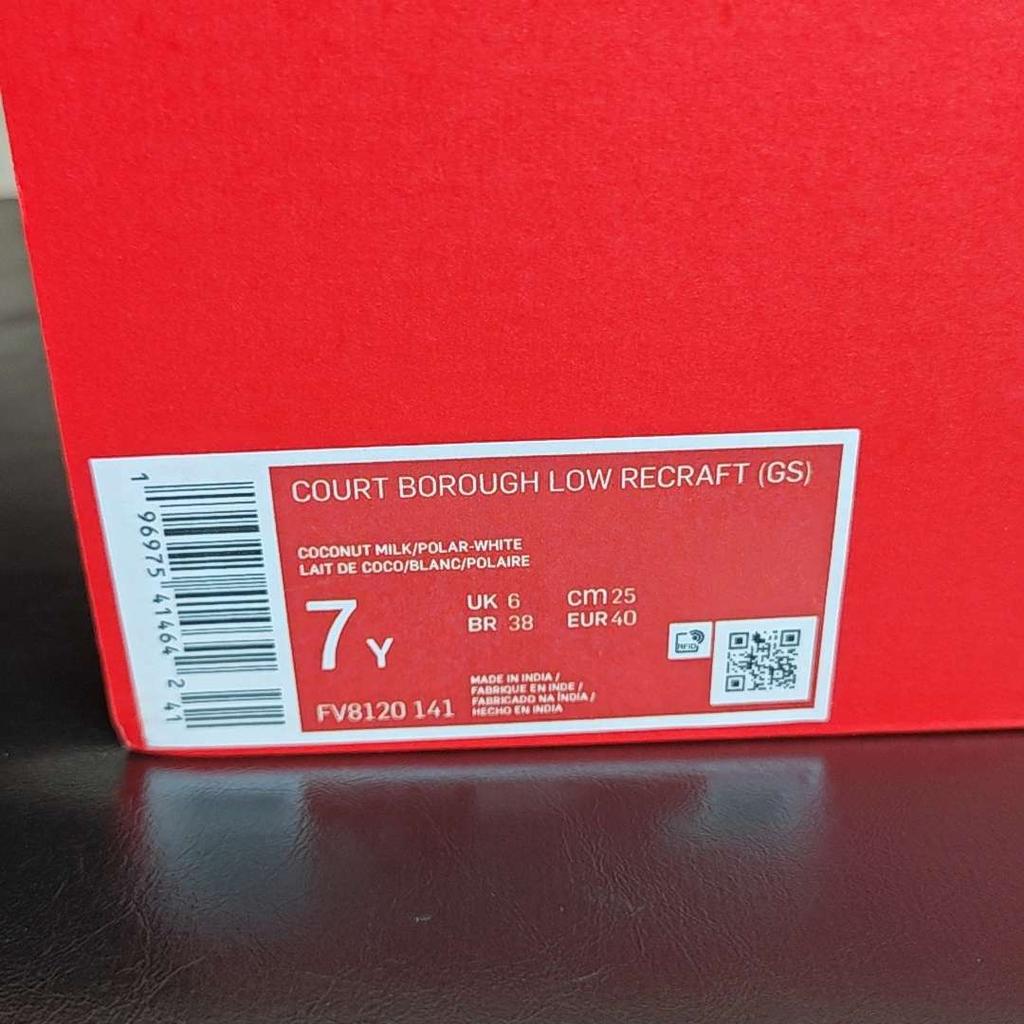 COURT BOROUGH LOW RECRAFT (GS)
COCONUT MILK/POLAR-WHITE
LAIT DE COCO/BLANC/POLAIRE
7 Y
UK 6 cm 25
BR 38 EUR 40
FV8120 141
MADE IN INDIA /
FABRIQUE EN INDE /
FABRICADO NA ÍNDIA /
HECHO EN INDIA
RFID
1 96975 41464 2 41